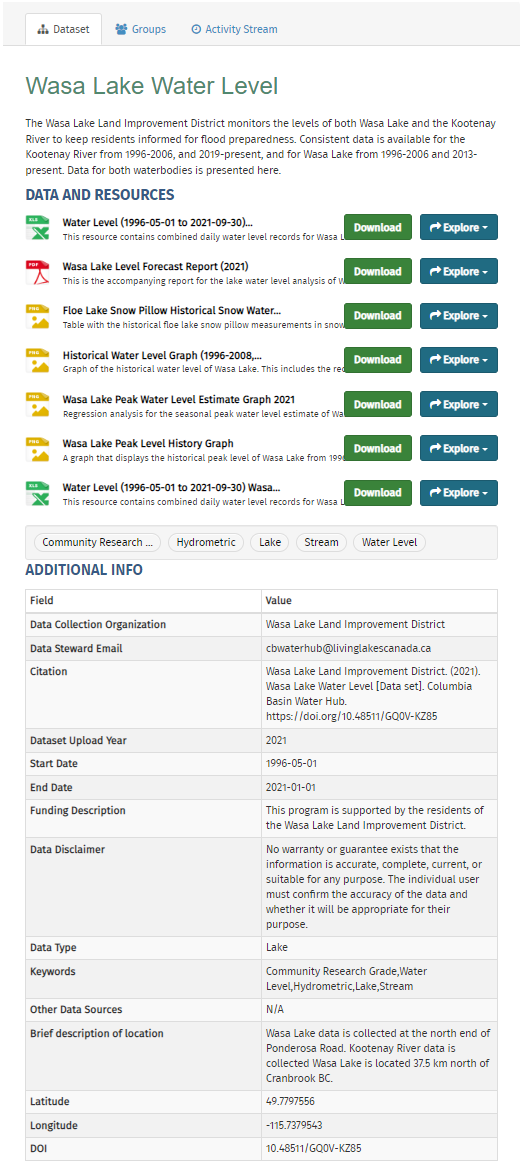 Dataset Groups Activity Stream
Wasa Lake Water Level
The Wasa Lake Land Improvement District monitors the levels of both Wasa Lake and the Kootenay
River to keep residents informed for flood preparedness. Consistent data is available for the
Kootenay River from 1996-2006, and 2019-present, and for Wasa Lake from 1996-2006 and 2013-
present. Data for both waterbodies is presented here.
DATA AND RESOURCES
XLS Water Level (1996-05-01 to 2021-09-30)... Download Explore
This resource contains combined daily water level records for Wasa L
PDF Wasa Lake Level Forecast Report (2021) Download Explore
This is the accompanying report for the lake water level analysis of W
PNG Floe Lake Snow Pillow Historical Snow Water... Download Explore
Table with the historical floe lake snow pillow measurements in snow
PNG Historical Water Level Graph (1996-2008,... Download Explore
Graph of the historical water level of Wasa Lake. This includes the rec
PNG Wasa Lake Peak Water Level Estimate Graph 2021 Download Explore
Regression analysis for the seasonal peak water level estimate of Wa
PNG Wasa Lake Peak Level History Graph Download Explore
A graph that displays the historical peak level of Wasa Lake from 199
XLS Water Level (1996-05-01 to 2021-09-30) Wasa... Download Explore
This resource contains combined daily water level records for Wasa L
Community Research ... Hydrometric Lake Stream Water Level
ADDITIONAL INFO
Field Value
Data Collection Organization Wasa Lake Land Improvement District
Data Steward Email cbwaterhub@livinglakescanada.ca
Citation Wasa Lake Land Improvement District. (2021).
Wasa Lake Water Level [Data set]. Columbia
Basin Water Hub.
https://doi.org/10.48511/GQ0V-KZ85
Dataset Upload Year 2021
Start Date 1996-05-01
End Date 2021-01-01
Funding Description This program is supported by the residents of
the Wasa Lake Land Improvement District.
Data Disclaimer No warranty or guarantee exists that the
information is accurate, complete, current, or
suitable for any purpose. The individual user
must confirm the accuracy of the data and
whether it will be appropriate for their
purpose.
Data Type Lake
Keywords Community Research Grade,Water
Level,Hydrometric,Lake,Stream
Other Data Sources N/A
Brief description of location Wasa Lake data is collected at the north end of
Ponderosa Road. Kootenay River data is
collected Wasa Lake is located 37.5 km north of
Cranbrook BC.
Latitude 49.7797556
Longitude -115.7379543
DOI 10.48511/GQ0V-KZ85